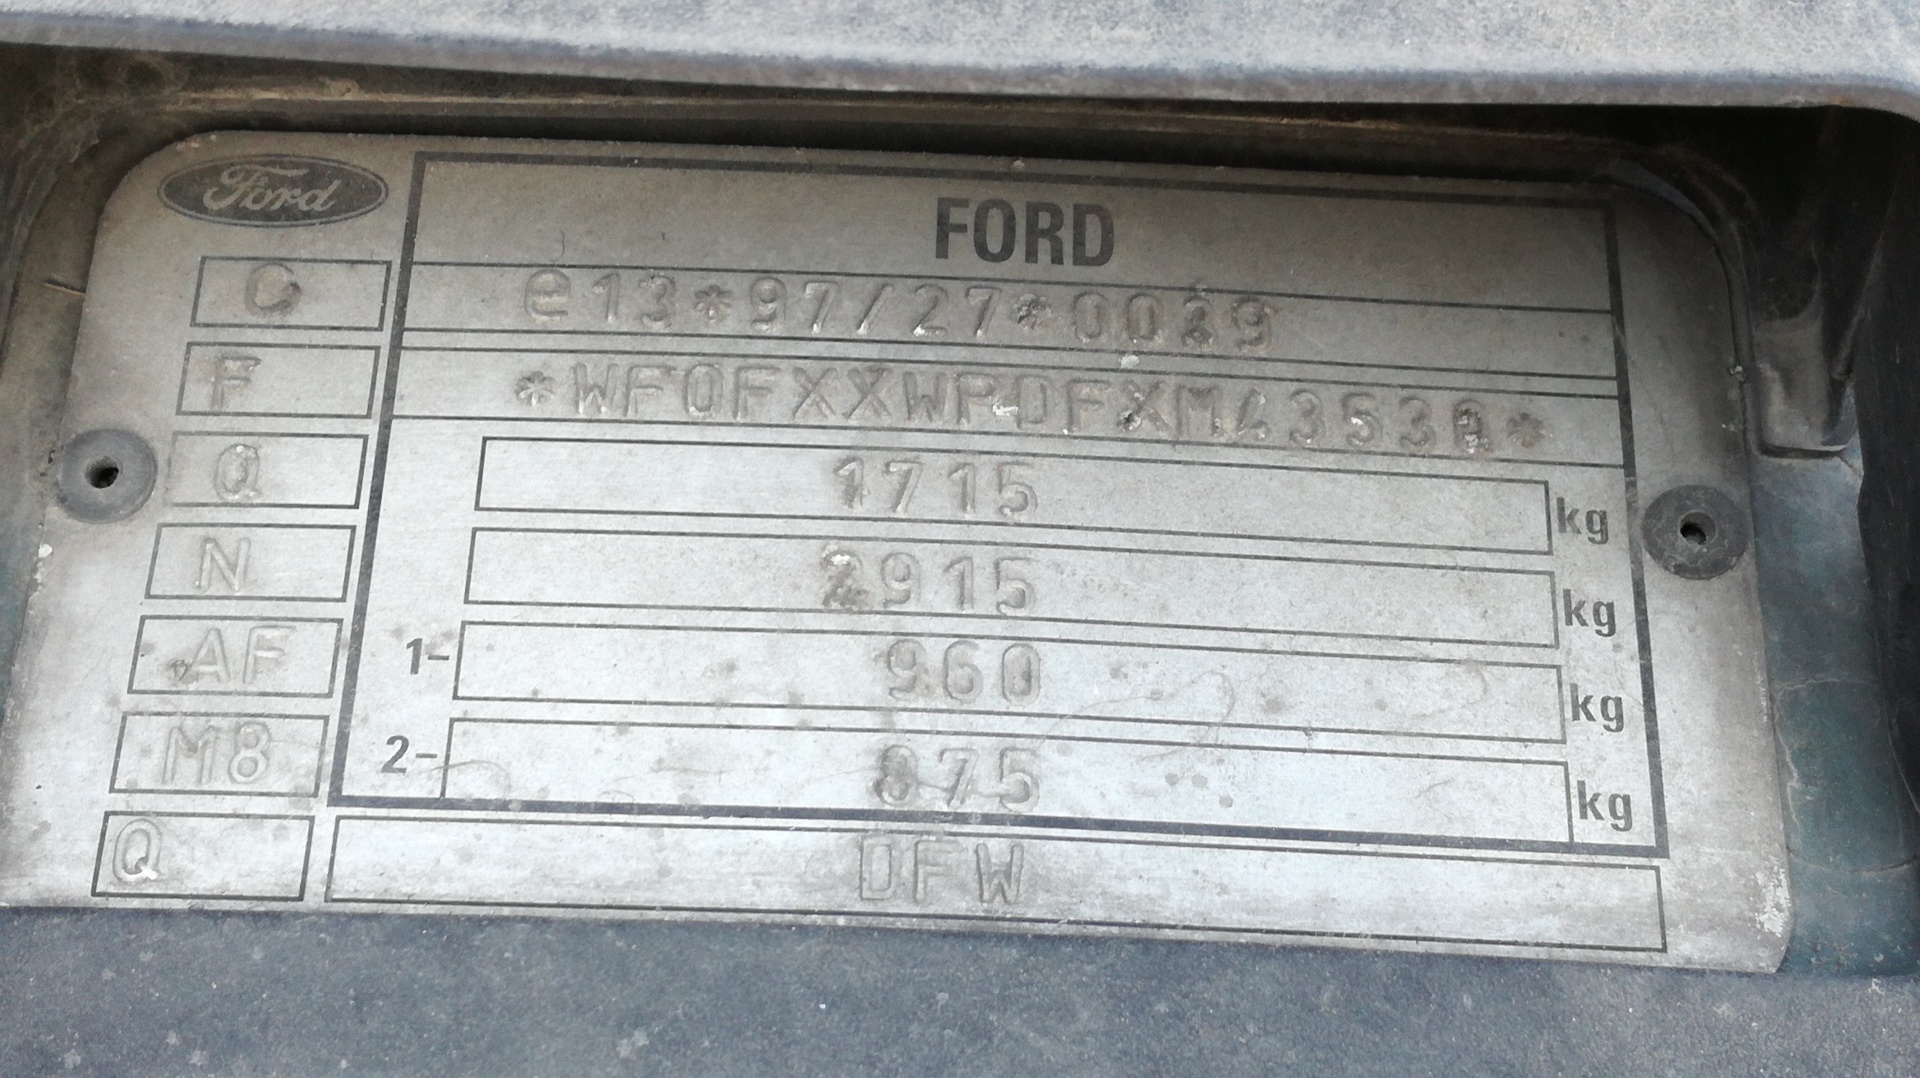 Ford
FORD
C e13*97/27*0029
F
Q 1715 kg
N 2915 kg
AF 1- 960 kg
M8 2- 875 kg
Q DFW